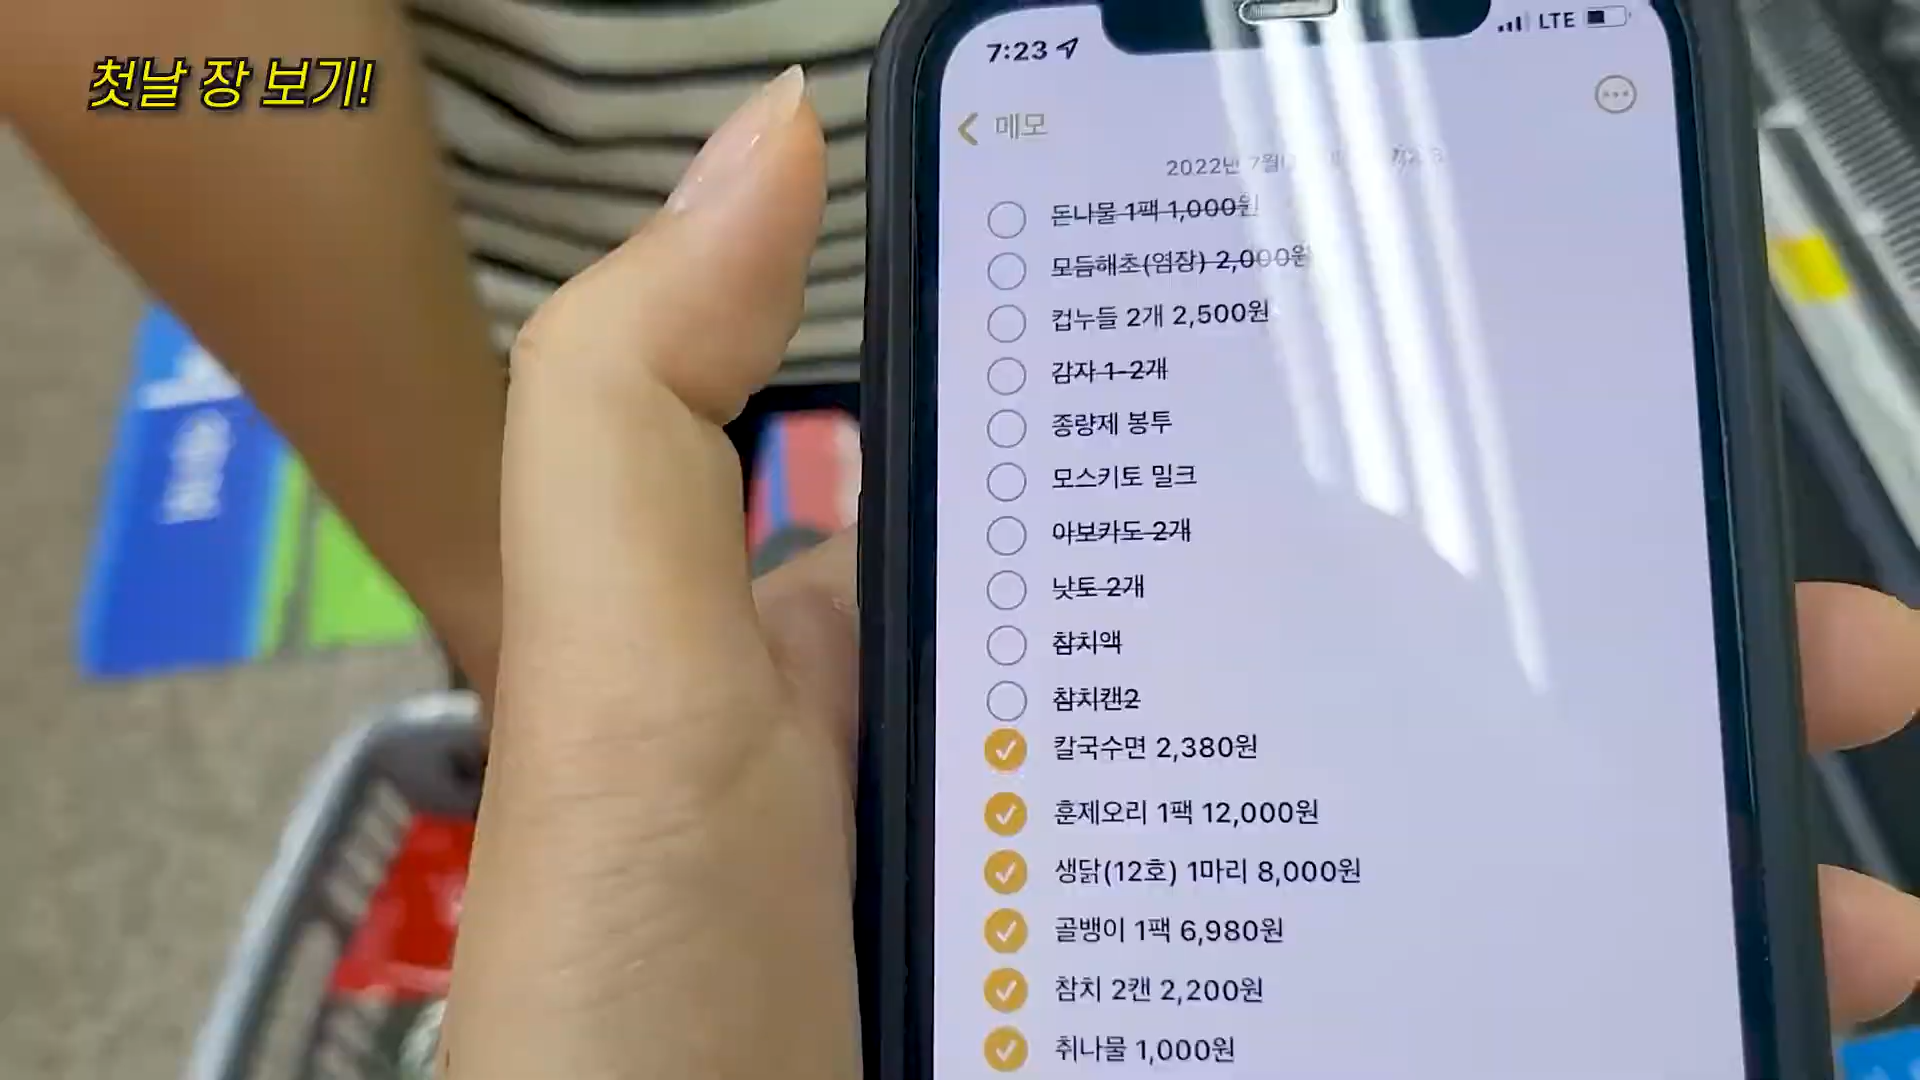 첫날 장 보기!
7:23
LTE
메모
2022년 7월
돈나물 1팩 1,000원
모듬해초(염장) 2,000원
컵누들 2개 2,500원
감자 1-2개
종량제 봉투
모스키토 밀크
아보카도 2개
낫토 2개
참치액
참치캔2
칼국수면 2,380원
훈제오리 1팩 12,000원
생닭(12호) 1마리 8,000원
골뱅이 1팩 6,980원
참치 2캔 2,200원
취나물 1,000원